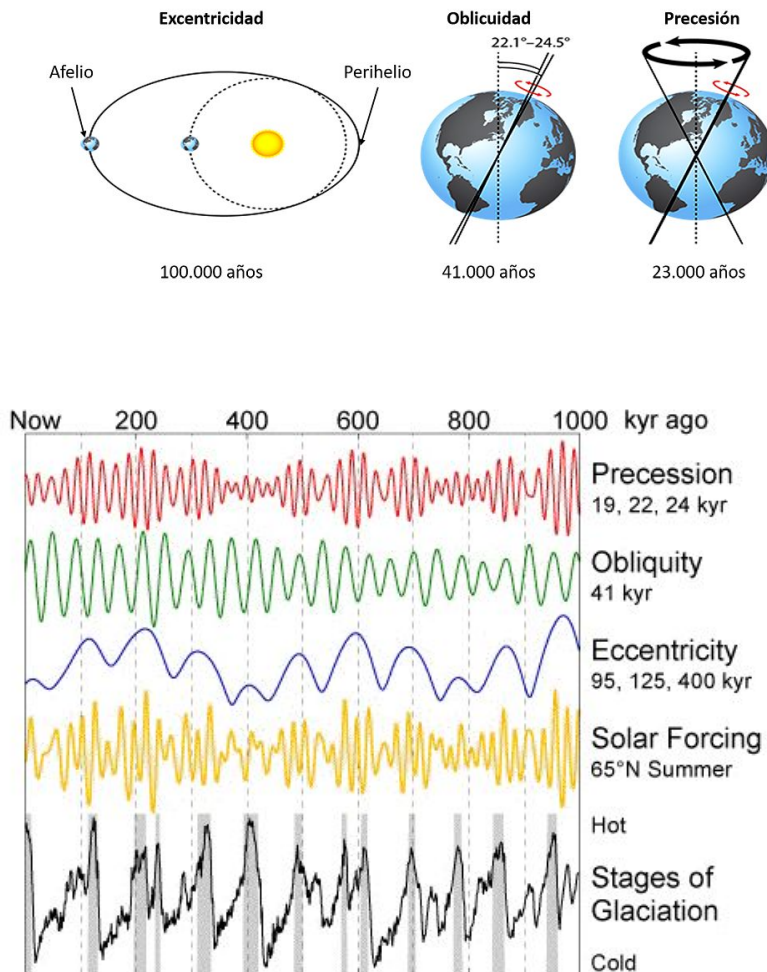 Excentricidad
Oblicuidad
Precesión
22.1°–24.5°
Afelio
Perihelio
100.000 años
41.000 años
23.000 años
Now 200 400 600 800 1000 kyr ago
Precession
19, 22, 24 kyr
Obliquity
41 kyr
Eccentricity
95, 125, 400 kyr
Solar Forcing
65°N Summer
Hot
Stages of
Glaciation
Cold